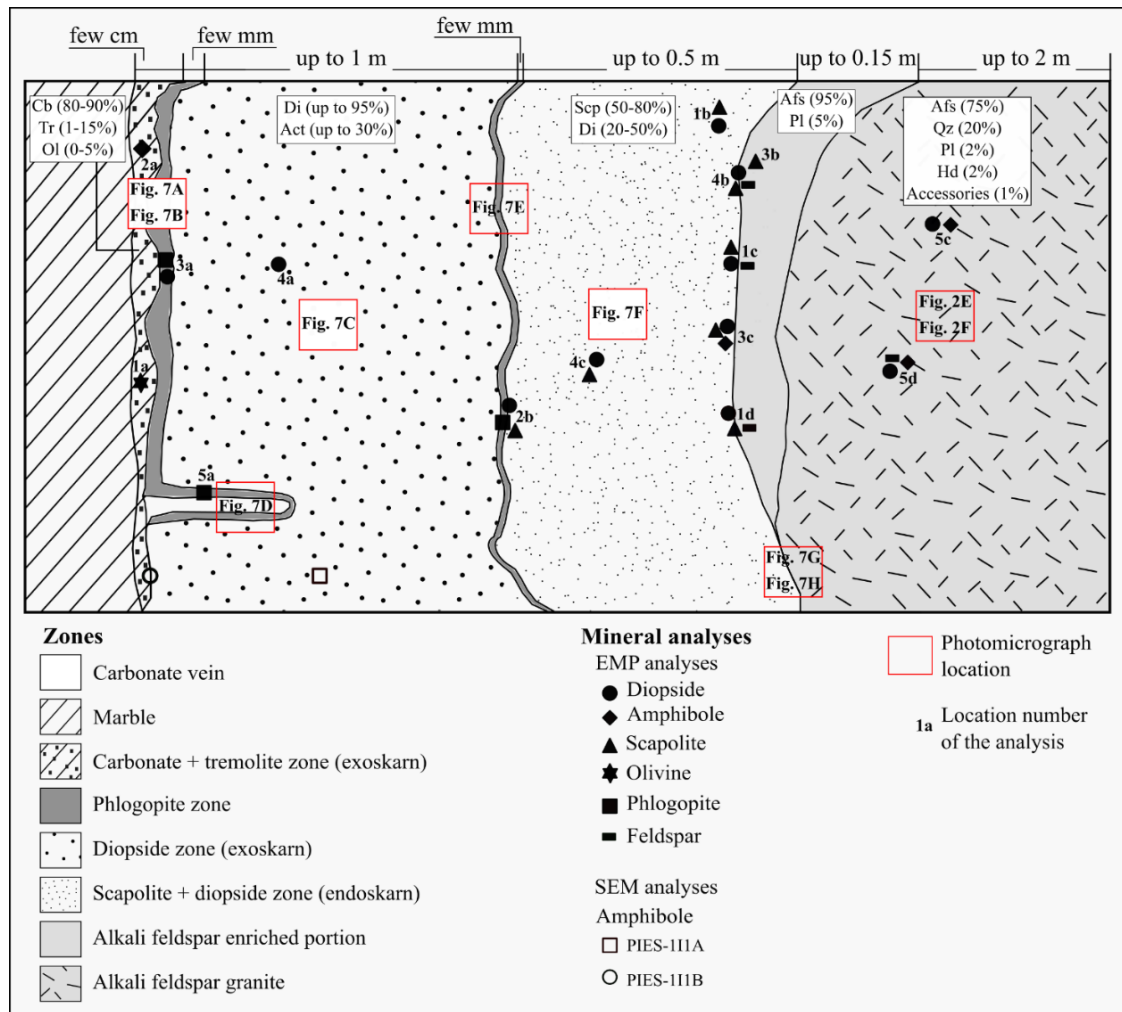 few cm
few mm
up to 1 m
few mm
up to 0.5 m
up to 0.15 m
up to 2 m
Cb (80-90%)
Tr (1-15%)
Ol (0-5%)
Di (up to 95%)
Act (up to 30%)
Scp (50-80%)
Di (20-50%)
Afs (95%)
Pl (5%)
Afs (75%)
Qz (20%)
Pl (2%)
Hd (2%)
Accessories (1%)
1b
2a
3b
4b
Fig. 7A
Fig. 7B
Fig. 7E
5c
1c
3a
4a
Fig. 7C
Fig. 7F
Fig. 2E
Fig. 2F
3c
4c
1a
5d
2b
1d
5a
Fig. 7D
Fig. 7G
Fig. 7H
Zones
Carbonate vein
Marble
Carbonate + tremolite zone (exoskarn)
Phlogopite zone
Diopside zone (exoskarn)
Scapolite + diopside zone (endoskarn)
Alkali feldspar enriched portion
Alkali feldspar granite
Mineral analyses
EMP analyses
Diopside
Amphibole
Scapolite
Olivine
Phlogopite
Feldspar
SEM analyses
Amphibole
PIES-1I1A
PIES-1I1B
Photomicrograph
location
1a Location number
of the analysis